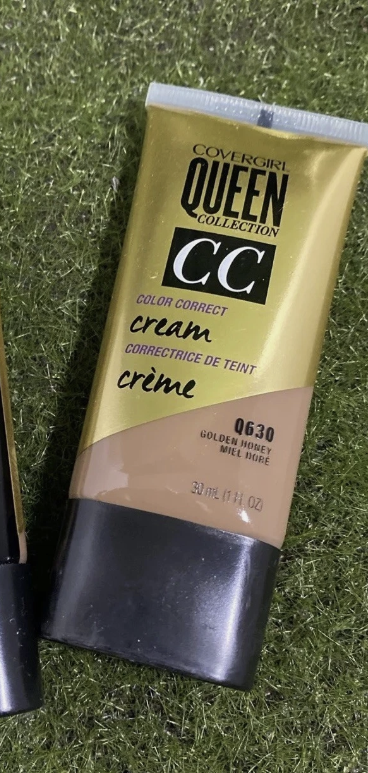 COVERGIRL
QUEEN
COLLECTION
CC
COLOR CORRECT
cream
CORRECTRICE DE TEINT
crème
Q630
GOLDEN HONEY
MIEL DORÉ
30 mL (1 FL OZ)